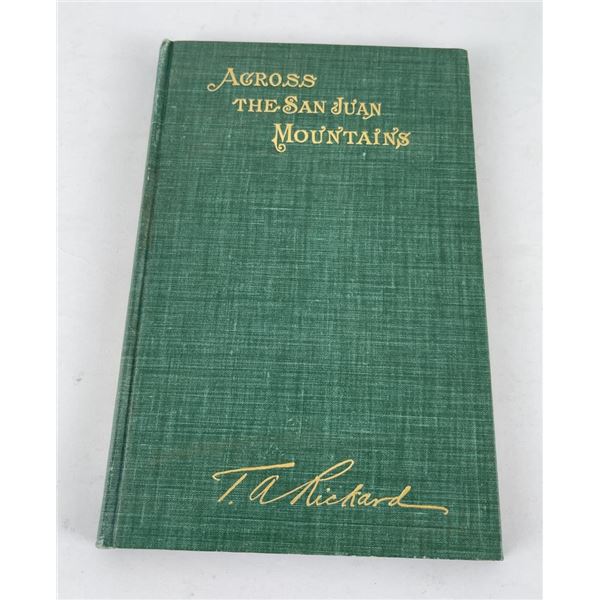 Across
the San Juan
Mountains
T. A. Rickard